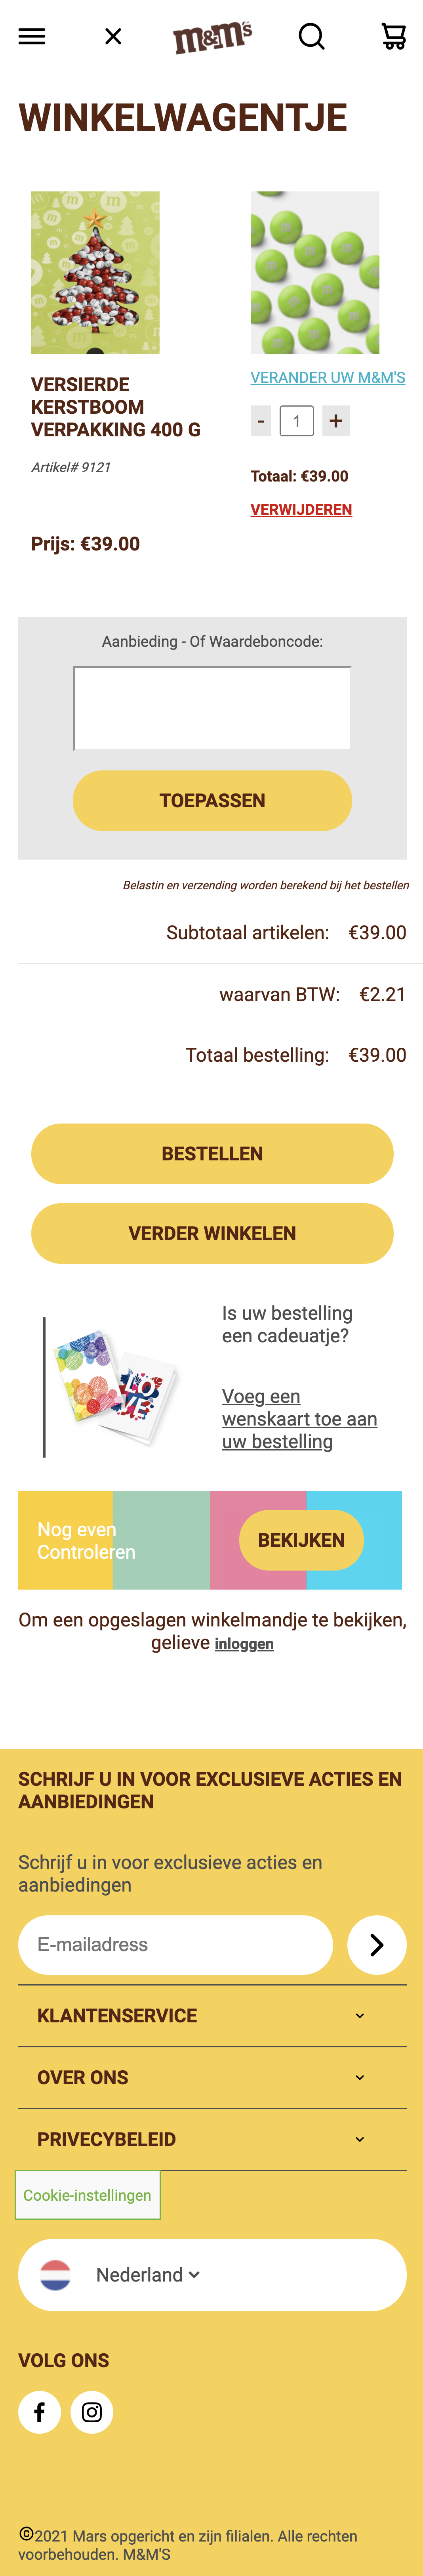 m&m's
WINKELWAGENTJE
VERSIERDE
KERSTBOOM
VERPAKKING 400 G
Artikel# 9121
Prijs: €39.00
VERANDER UW M&M'S
- 1 +
Totaal: €39.00
VERWIJDEREN
Aanbieding - Of Waardeboncode:
TOEPASSEN
Belastin en verzending worden berekend bij het bestellen
Subtotaal artikelen: €39.00
waarvan BTW: €2.21
Totaal bestelling: €39.00
BESTELLEN
VERDER WINKELEN
Is uw bestelling
een cadeuatje?
Voeg een
wenskaart toe aan
uw bestelling
Nog even
Controleren
BEKIJKEN
Om een opgeslagen winkelmandje te bekijken,
gelieve inloggen
SCHRIJF U IN VOOR EXCLUSIEVE ACTIES EN
AANBIEDINGEN
Schrijf u in voor exclusieve acties en
aanbiedingen
E-mailadress
KLANTENSERVICE
OVER ONS
PRIVECYBELEID
Cookie-instellingen
Nederland
VOLG ONS
©2021 Mars opgericht en zijn filialen. Alle rechten
voorbehouden. M&M'S